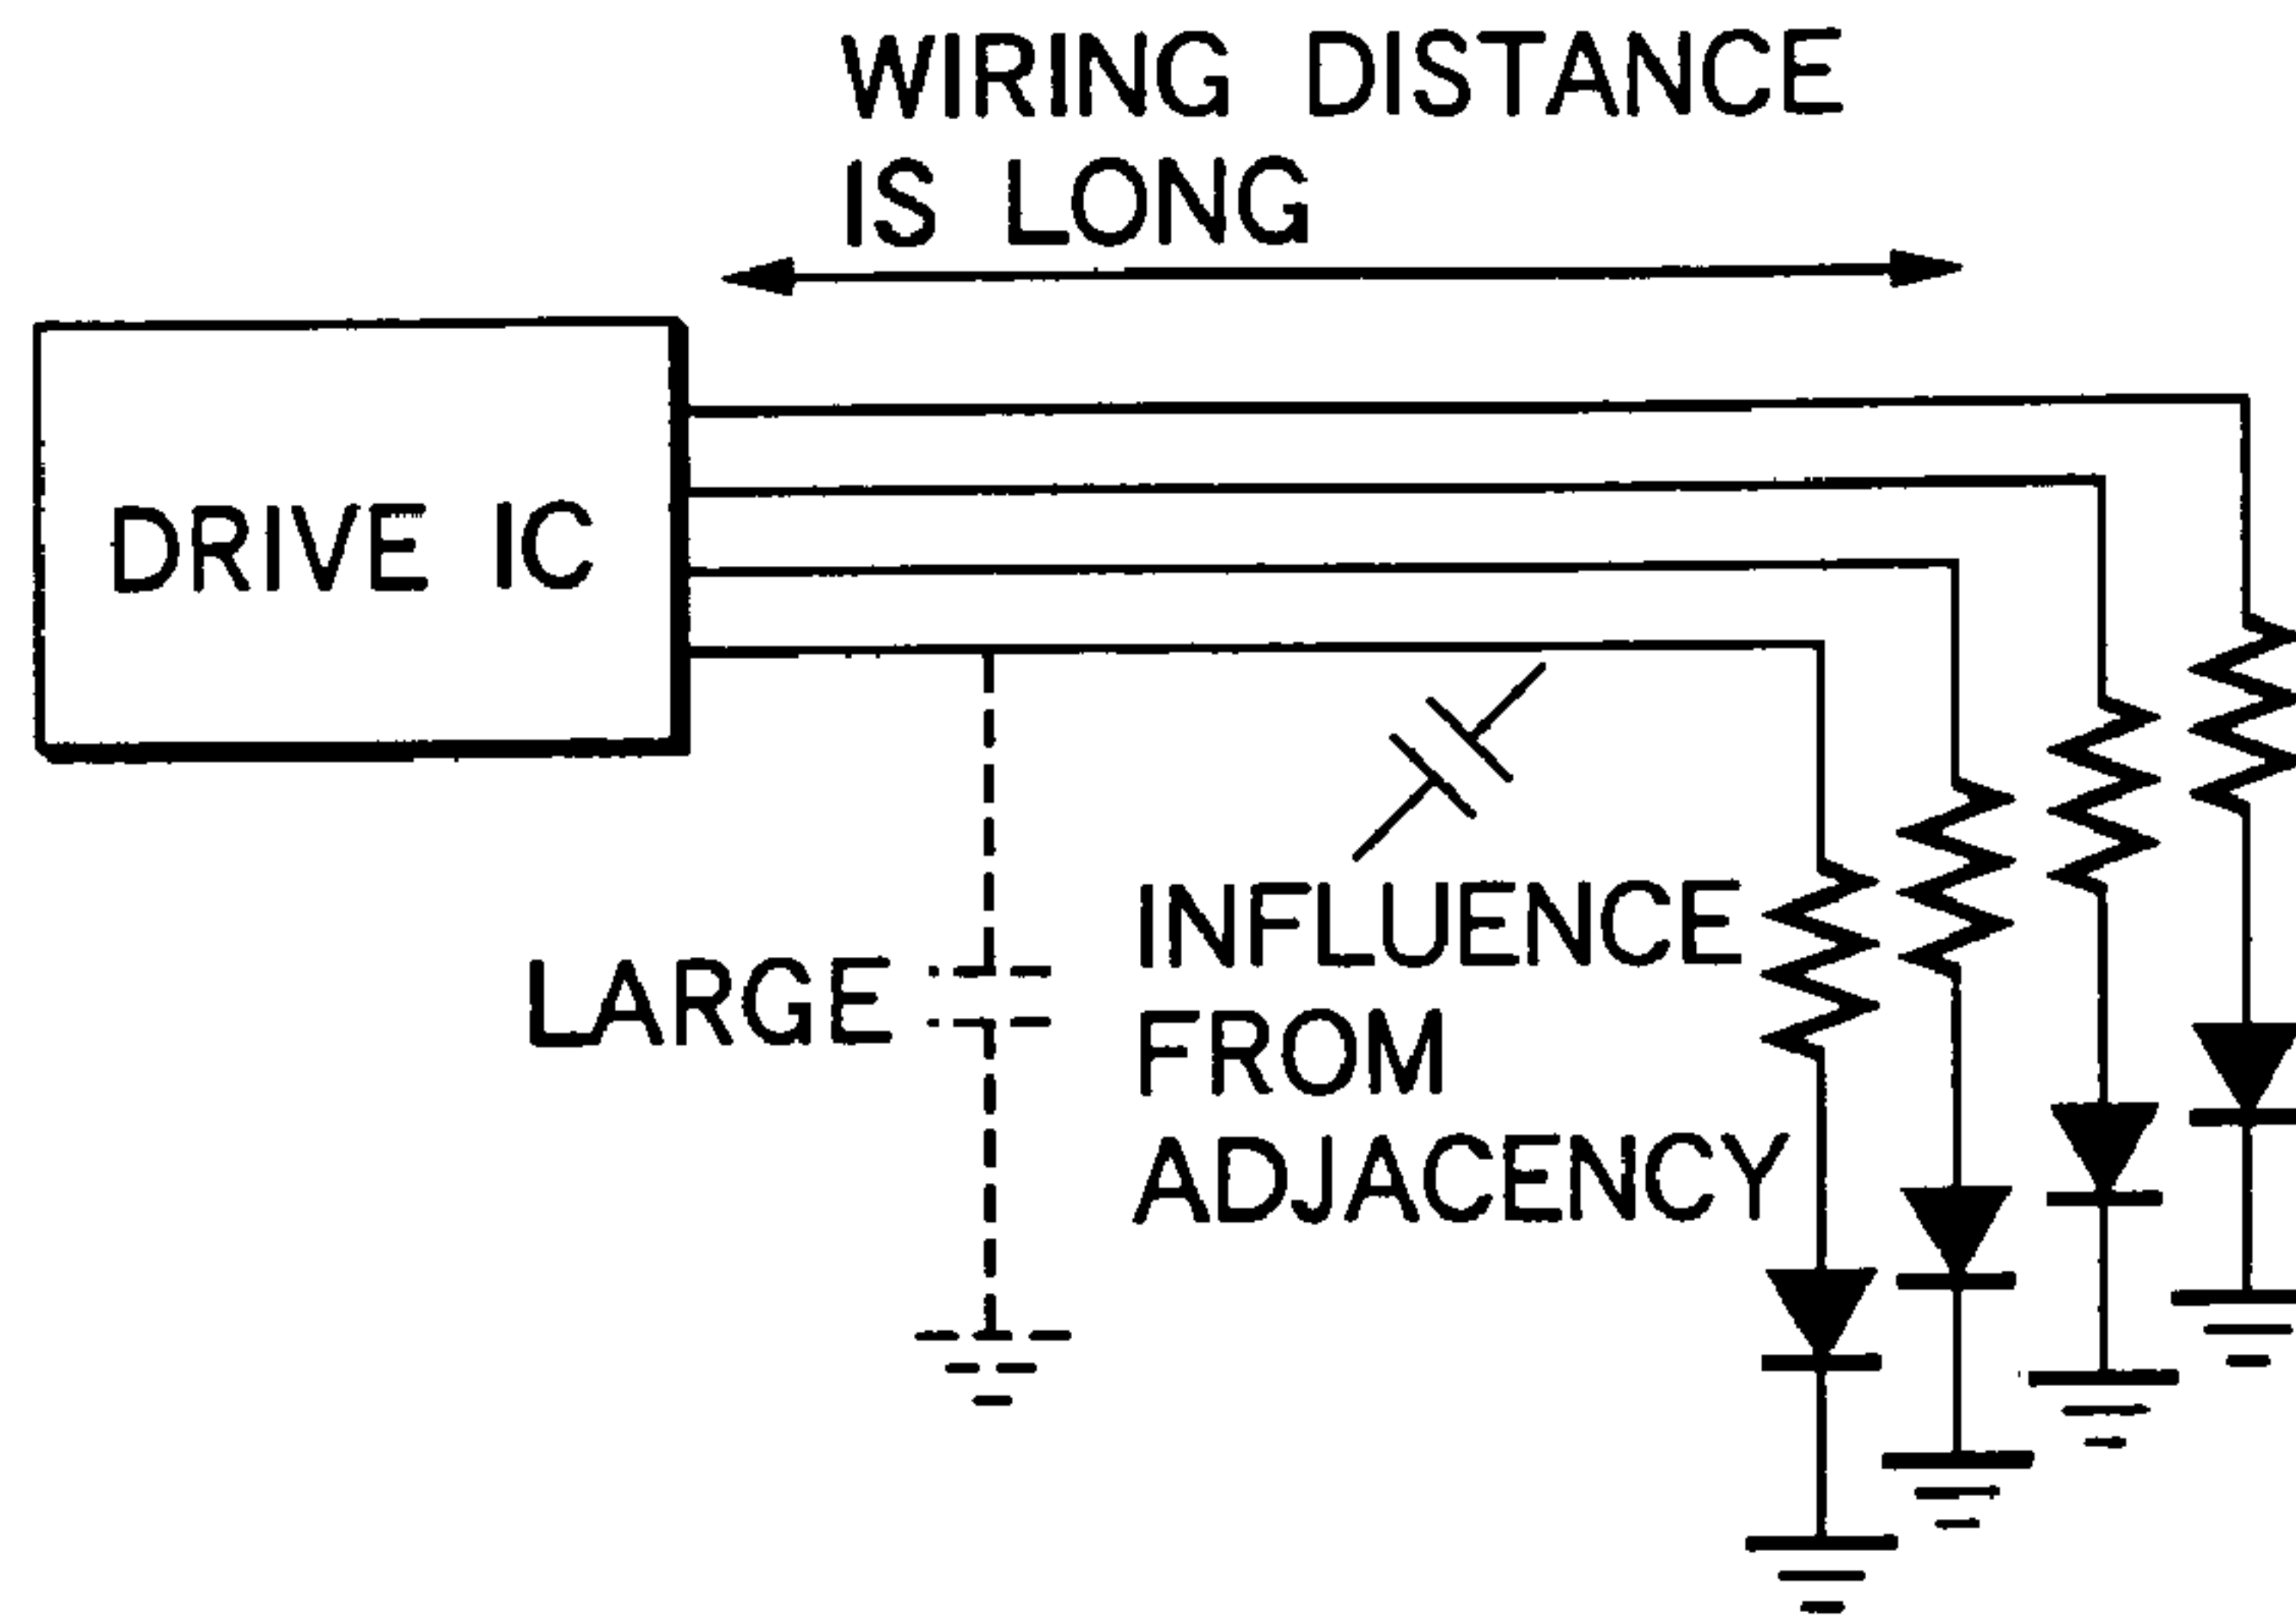 WIRING DISTANCE
IS LONG
DRIVE IC
LARGE
INFLUENCE
FROM
ADJACENCY